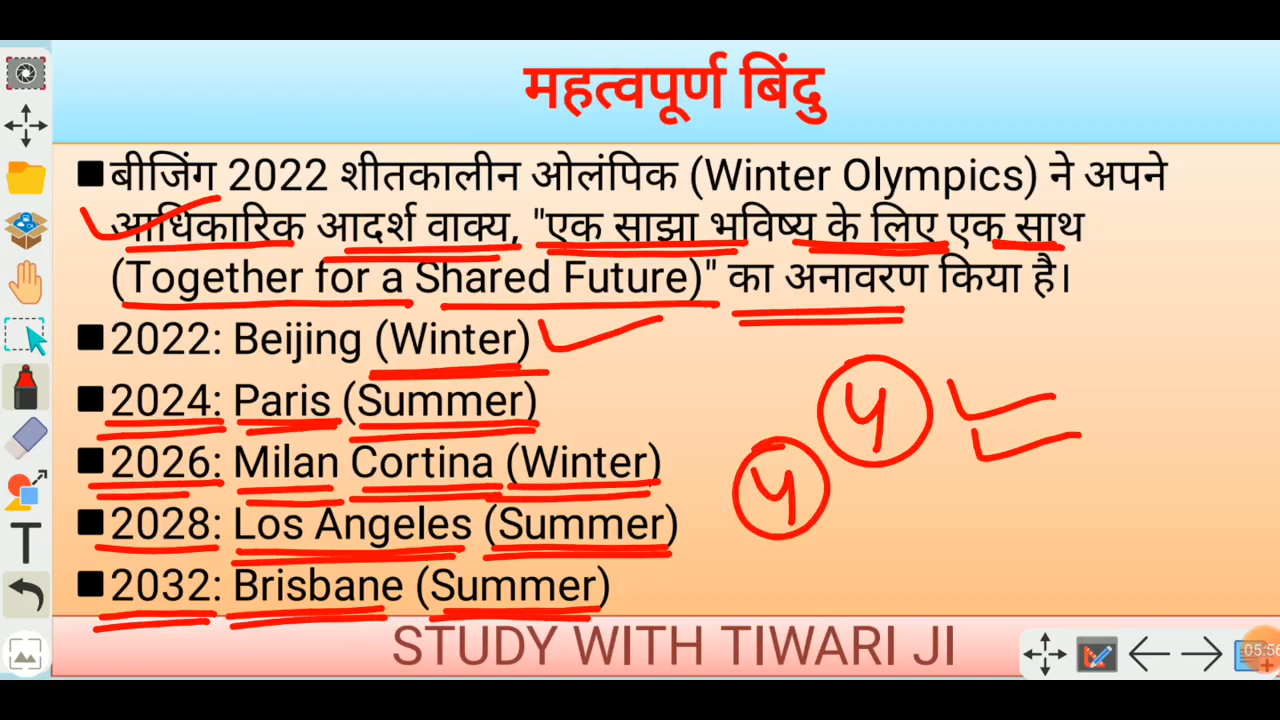 महत्वपूर्ण बिंदु
■ बीजिंग 2022 शीतकालीन ओलंपिक (Winter Olympics) ने अपने
आधिकारिक आदर्श वाक्य, "एक साझा भविष्य के लिए एक साथ
(Together for a Shared Future)" का अनावरण किया है।
■ 2022: Beijing (Winter)
■ 2024: Paris (Summer)
4
■ 2026: Milan Cortina (Winter)
4
■ 2028: Los Angeles (Summer)
■ 2032: Brisbane (Summer)
STUDY WITH TIWARI JI
T
05:56